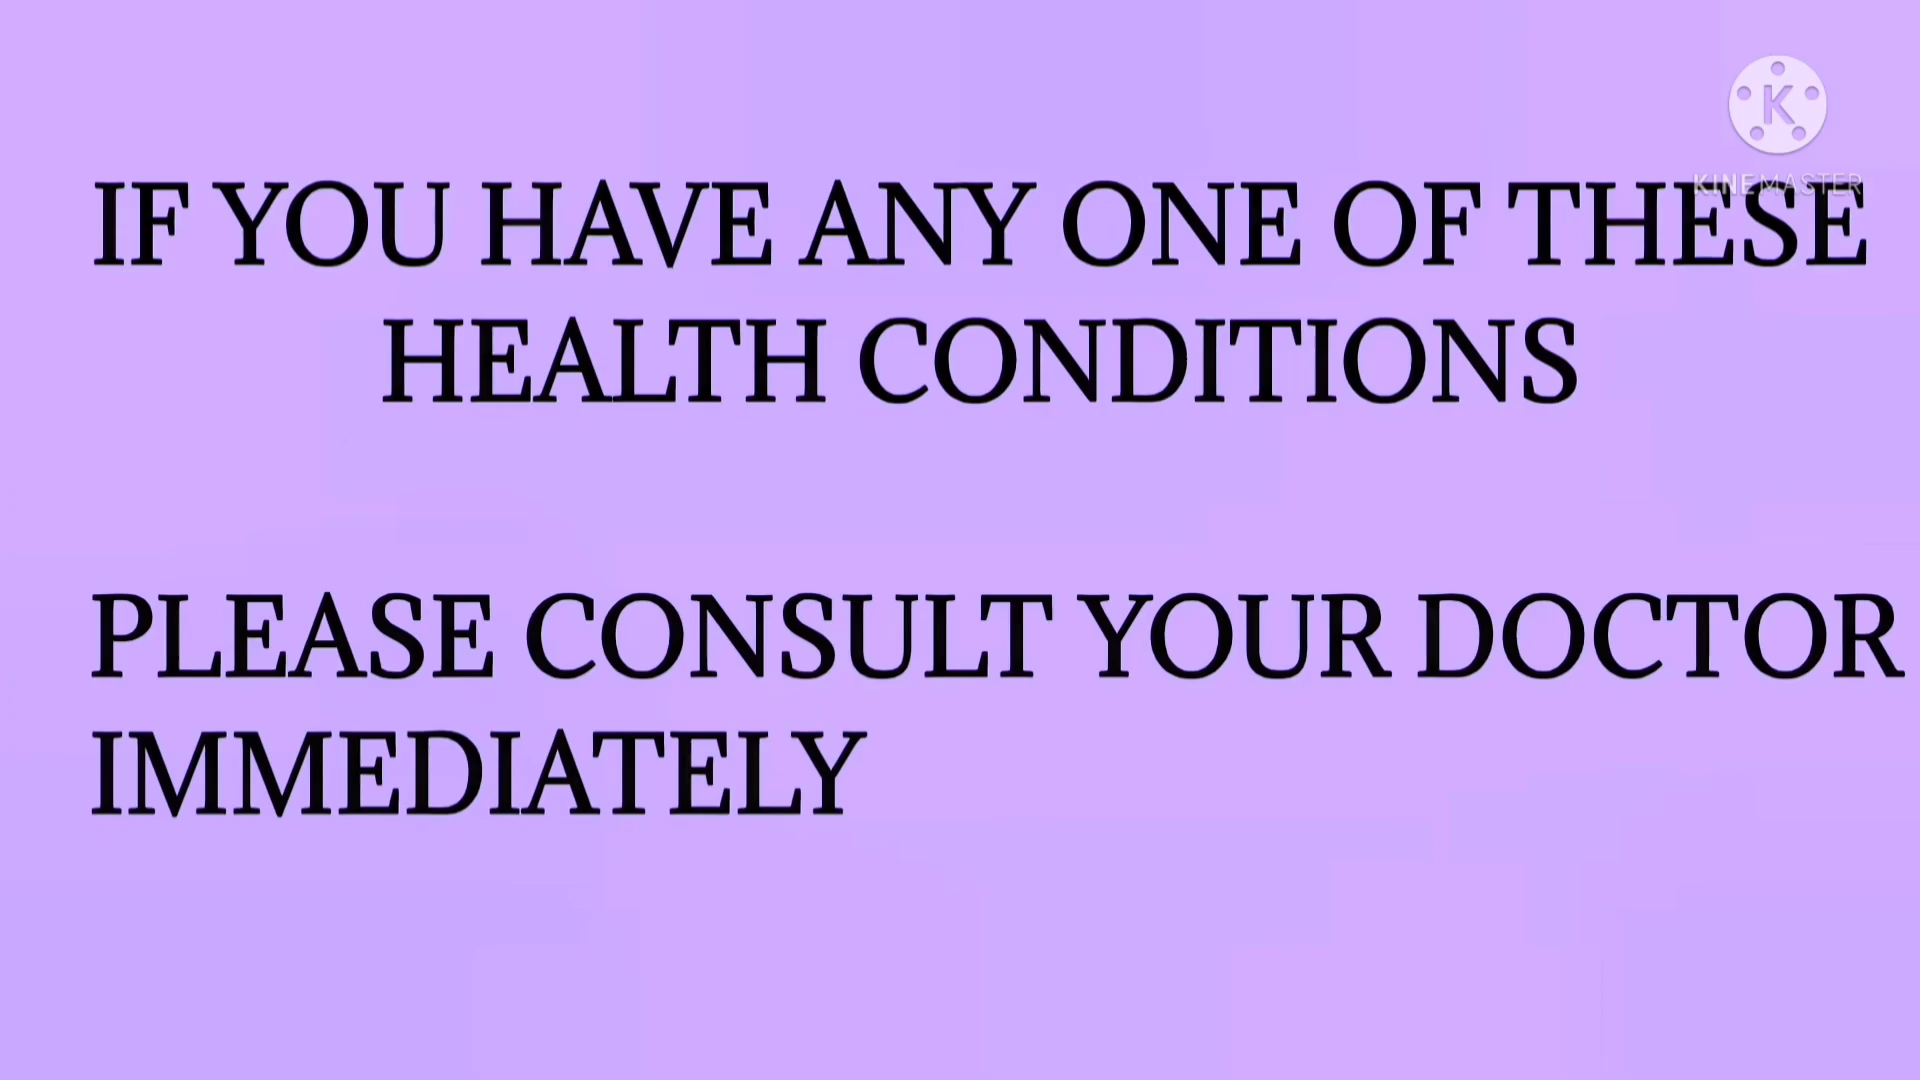 K
KINEMASTER
IF YOU HAVE ANY ONE OF THESE
HEALTH CONDITIONS
PLEASE CONSULT YOUR DOCTOR
IMMEDIATELY